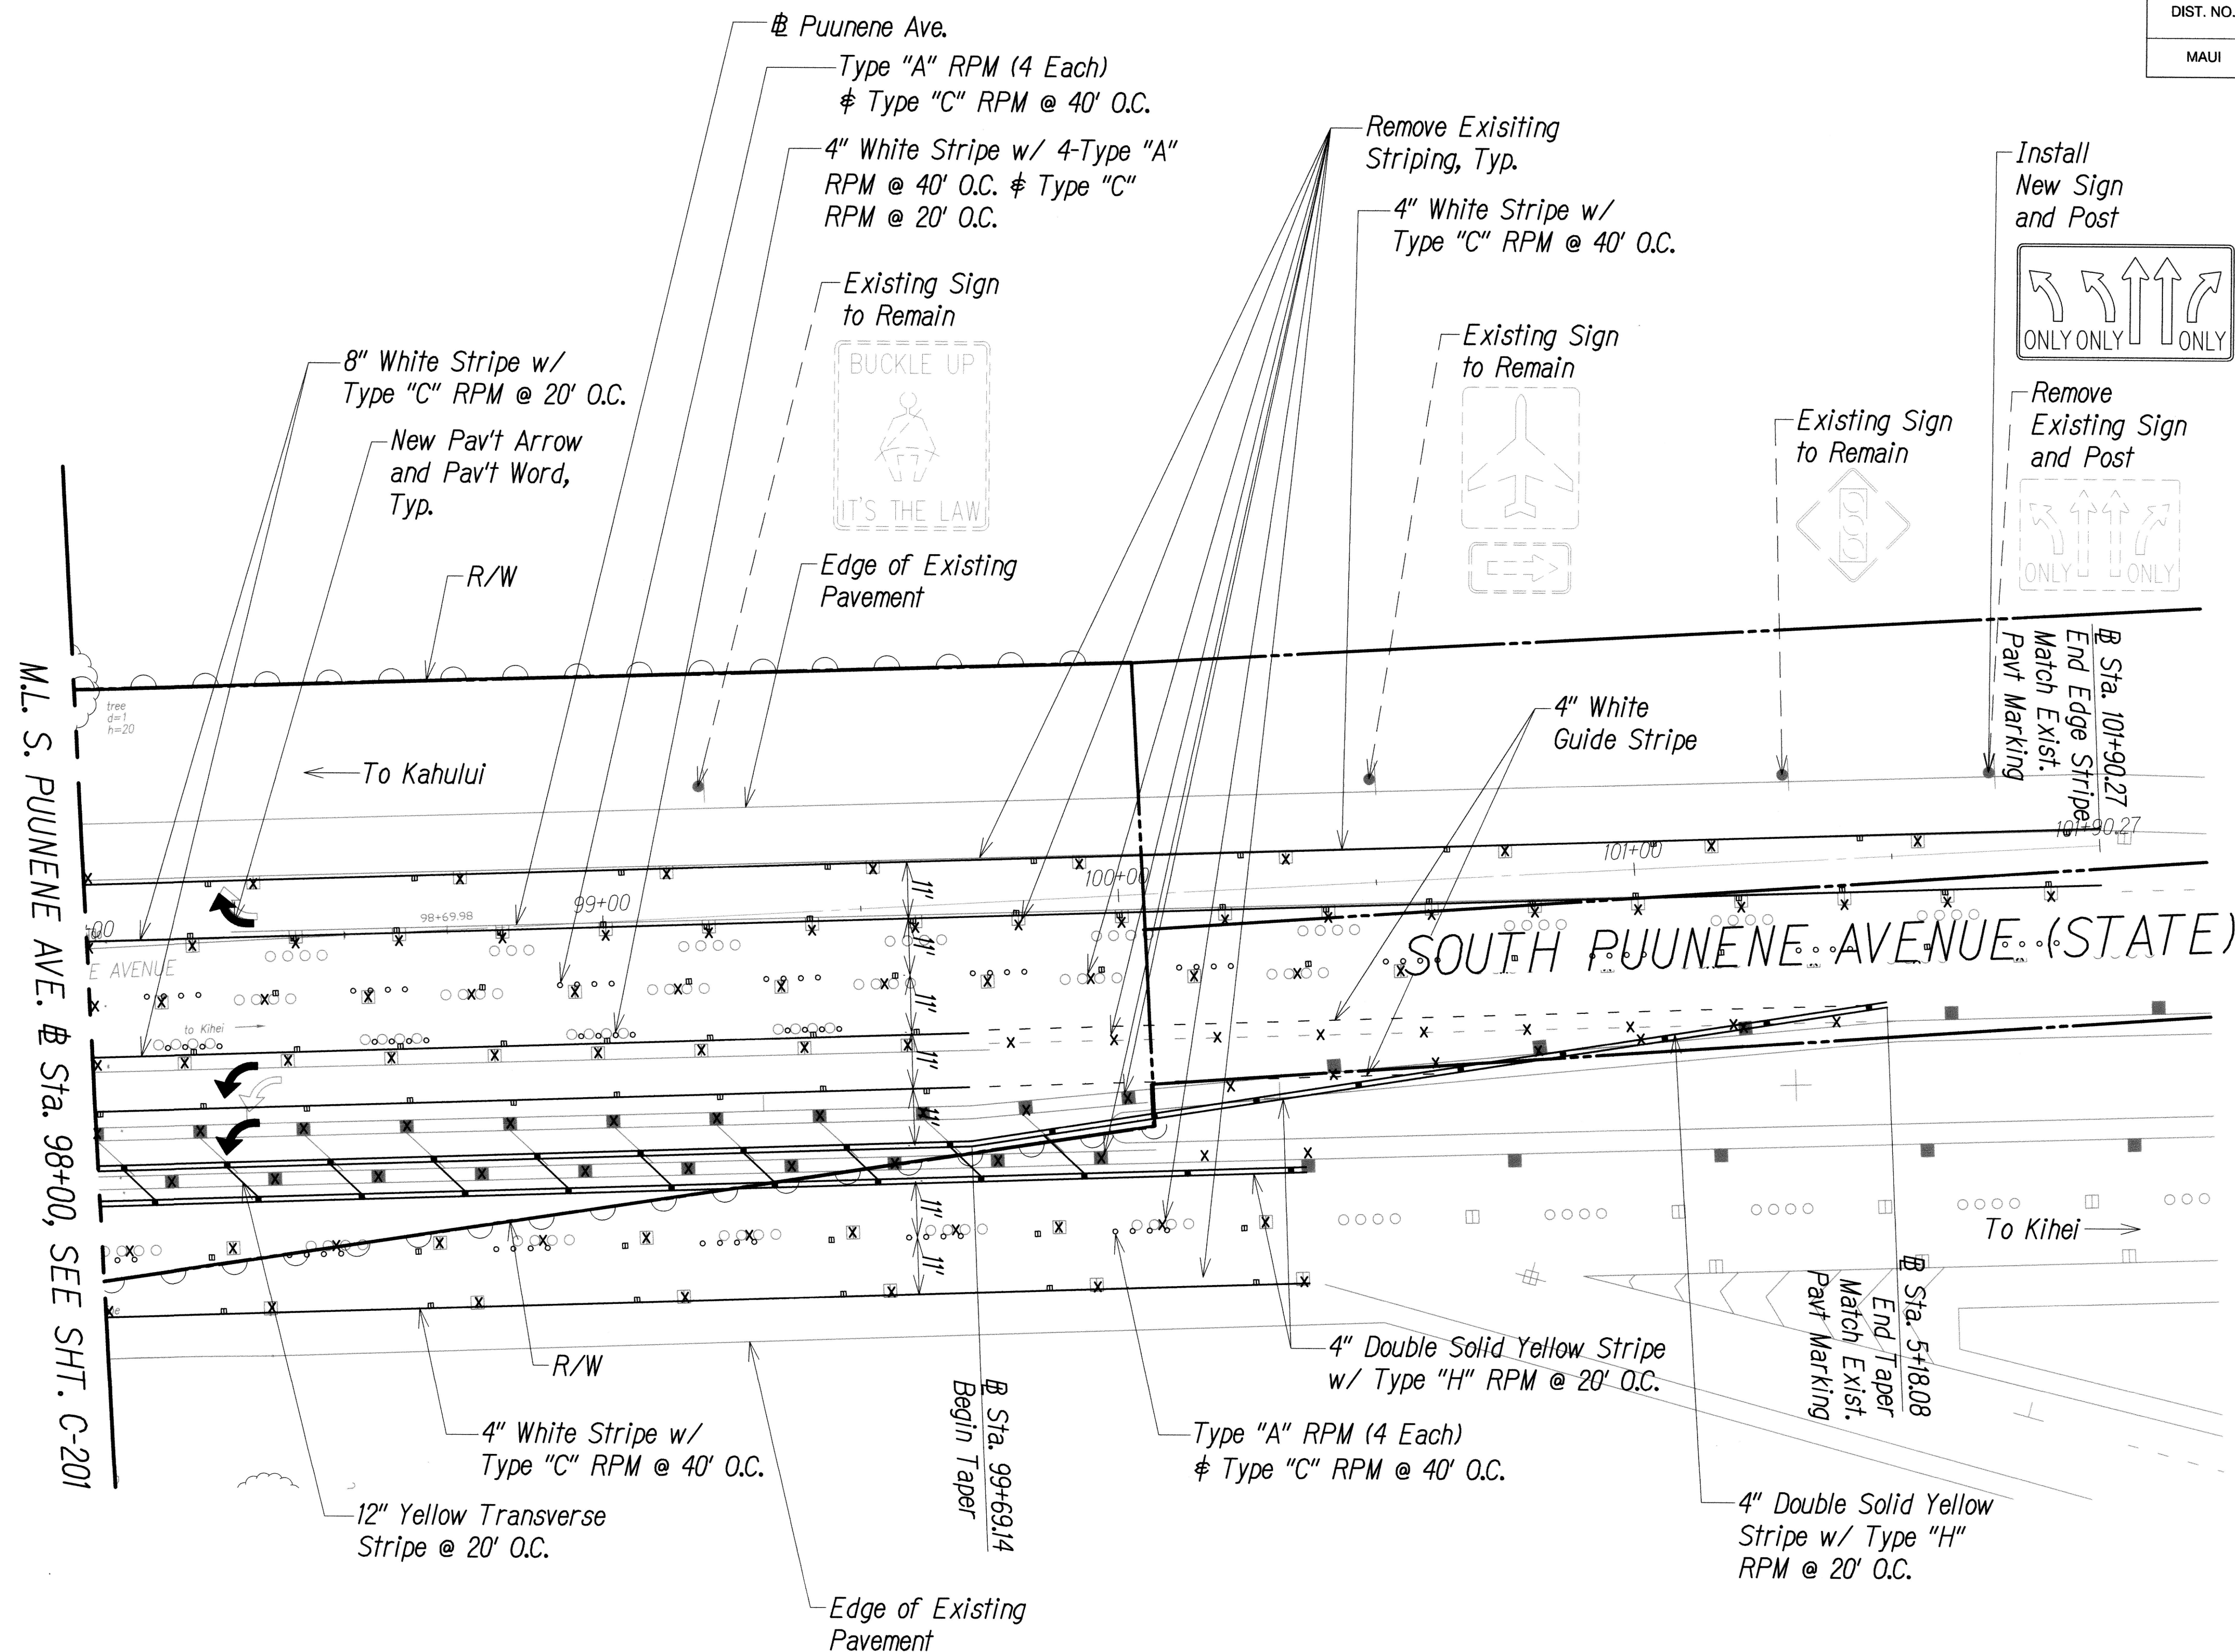 DIST. NO.
MAUI
B Puunene Ave.
Type "A" RPM (4 Each)
& Type "C" RPM @ 40' O.C.
4" White Stripe w/ 4-Type "A"
RPM @ 40' O.C. & Type "C"
RPM @ 20' O.C.
Remove Exisiting
Striping, Typ.
4" White Stripe w/
Type "C" RPM @ 40' O.C.
Install
New Sign
and Post
ONLY ONLY ONLY
Existing Sign
to Remain
BUCKLE UP
IT'S THE LAW
Existing Sign
to Remain
Existing Sign
to Remain
Remove
Existing Sign
and Post
ONLY ONLY
8" White Stripe w/
Type "C" RPM @ 20' O.C.
New Pav't Arrow
and Pav't Word,
Typ.
R/W
Edge of Existing
Pavement
4" White
Guide Stripe
B Sta. 101+90.27
End Edge Stripe
Match Exist.
Pavt Marking
tree
d=1
h=20
To Kahului
101+90.27
101+00
100+00
99+00
98+69.98
11'
11'
11'
11'
11'
E AVENUE
SOUTH PUUNENE AVENUE (STATE)
to Kihei
M.L. S. PUUNENE AVE. B Sta. 98+00, SEE SHT. C-201
11'
11'
To Kihei
R/W
4" White Stripe w/
Type "C" RPM @ 40' O.C.
12" Yellow Transverse
Stripe @ 20' O.C.
Edge of Existing
Pavement
B Sta. 99+69.14
Begin Taper
4" Double Solid Yellow Stripe
w/ Type "H" RPM @ 20' O.C.
Type "A" RPM (4 Each)
& Type "C" RPM @ 40' O.C.
B Sta. 5+18.08
End Taper
Match Exist.
Pavt Marking
4" Double Solid Yellow
Stripe w/ Type "H"
RPM @ 20' O.C.